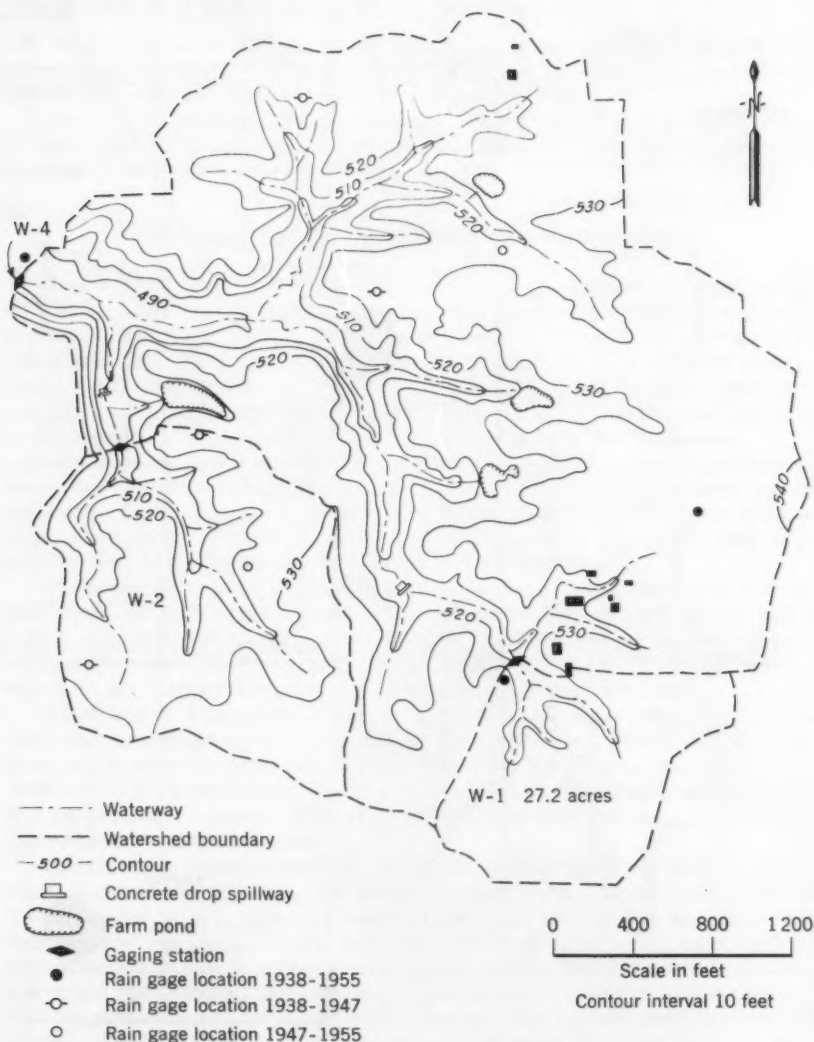 N
520
510
520
530
W-4
490
510
520
520
530
540
510
520
530
W-2
520
530
W-1 27.2 acres
Waterway
Watershed boundary
500 Contour
Concrete drop spillway
Farm pond
Gaging station
Rain gage location 1938-1955
Rain gage location 1938-1947
Rain gage location 1947-1955
0 400 800 1200
Scale in feet
Contour interval 10 feet